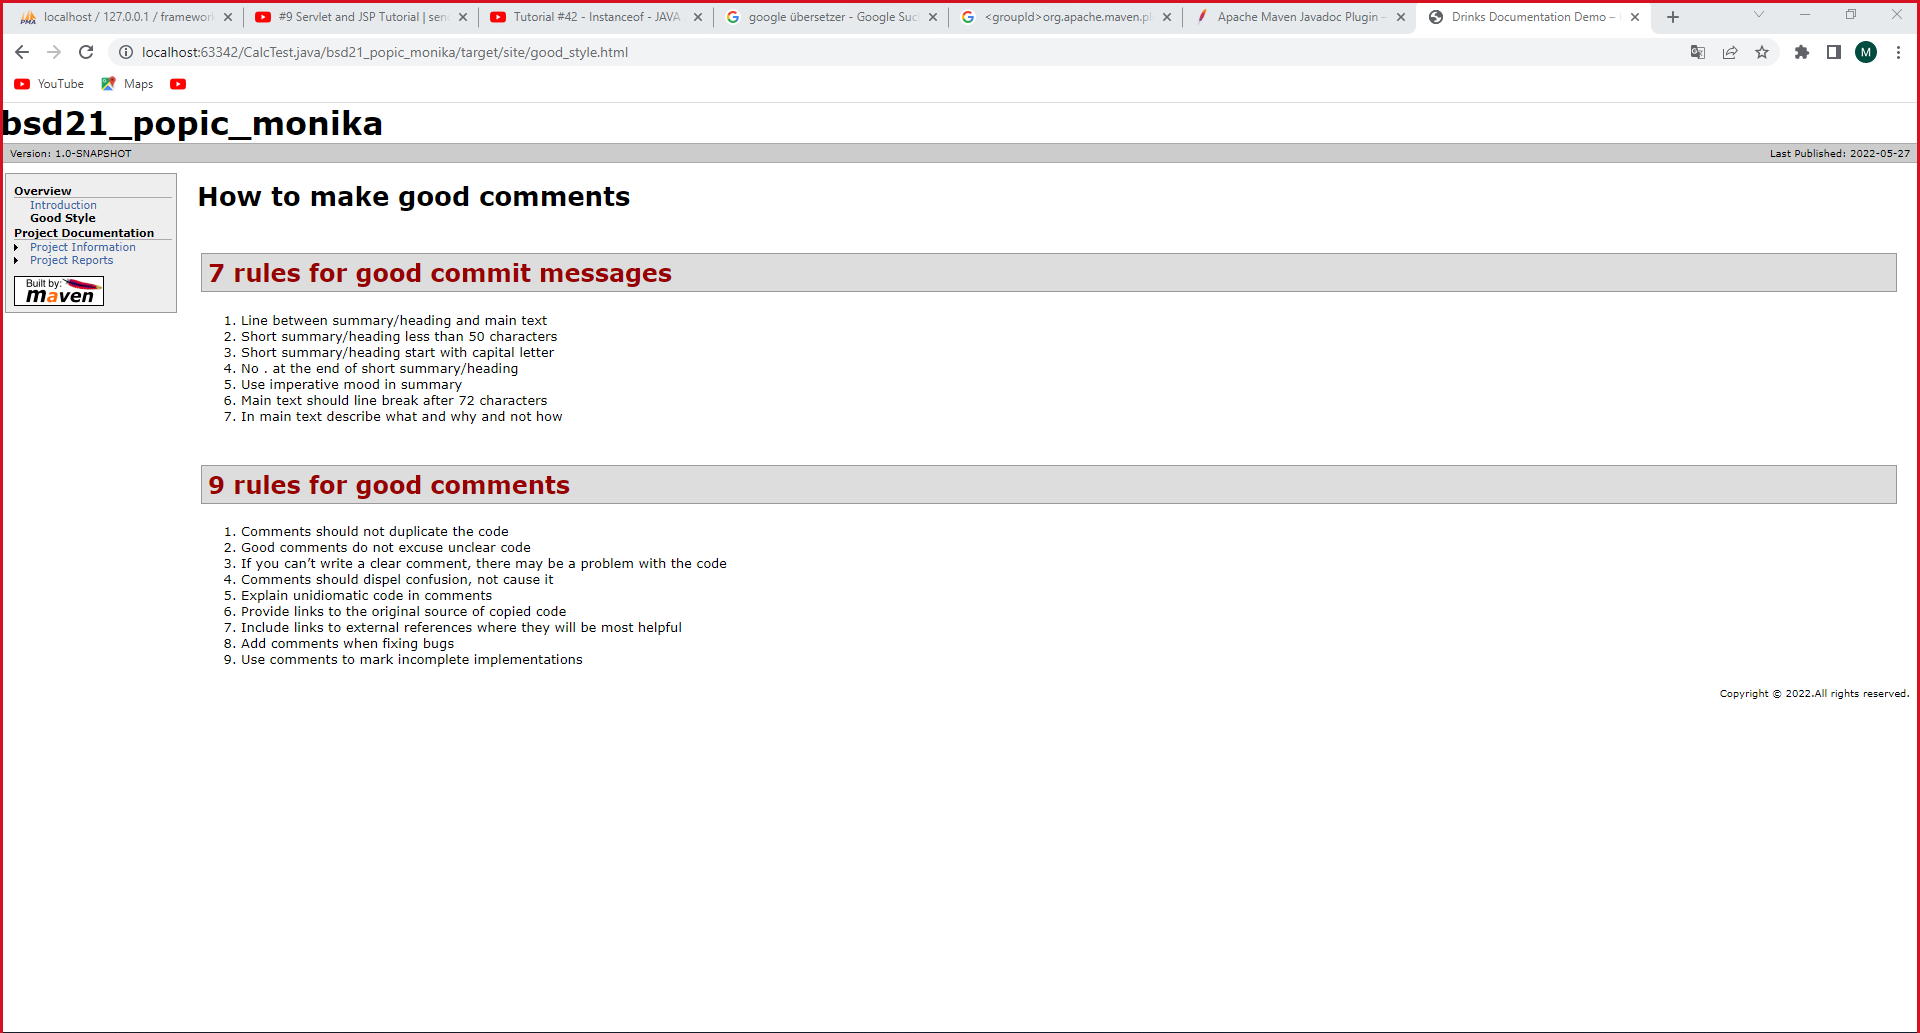 localhost / 127.0.0.1 / framework
#9 Servlet and JSP Tutorial | sen
Tutorial #42 - Instanceof - JAVA
google übersetzer - Google Suc
<groupId>org.apache.maven.pl
Apache Maven Javadoc Plugin –
Drinks Documentation Demo –
localhost:63342/CalcTest.java/bsd21_popic_monika/target/site/good_style.html
M
YouTube
Maps
bsd21_popic_monika
Version: 1.0-SNAPSHOT
Last Published: 2022-05-27
Overview
Introduction
Good Style
Project Documentation
Project Information
Project Reports
Built by:
maven
How to make good comments
7 rules for good commit messages
1. Line between summary/heading and main text
2. Short summary/heading less than 50 characters
3. Short summary/heading start with capital letter
4. No . at the end of short summary/heading
5. Use imperative mood in summary
6. Main text should line break after 72 characters
7. In main text describe what and why and not how
9 rules for good comments
1. Comments should not duplicate the code
2. Good comments do not excuse unclear code
3. If you can’t write a clear comment, there may be a problem with the code
4. Comments should dispel confusion, not cause it
5. Explain unidiomatic code in comments
6. Provide links to the original source of copied code
7. Include links to external references where they will be most helpful
8. Add comments when fixing bugs
9. Use comments to mark incomplete implementations
Copyright © 2022.All rights reserved.